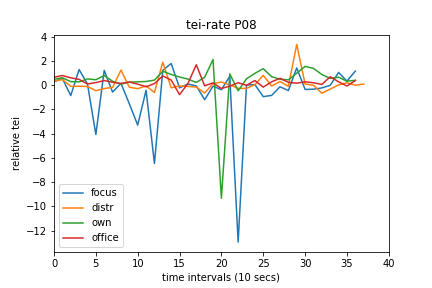 tei-rate P08
relative tei
4
2
0
−2
−4
−6
−8
−10
−12
focus
distr
own
office
0 5 10 15 20 25 30 35 40
time intervals (10 secs)